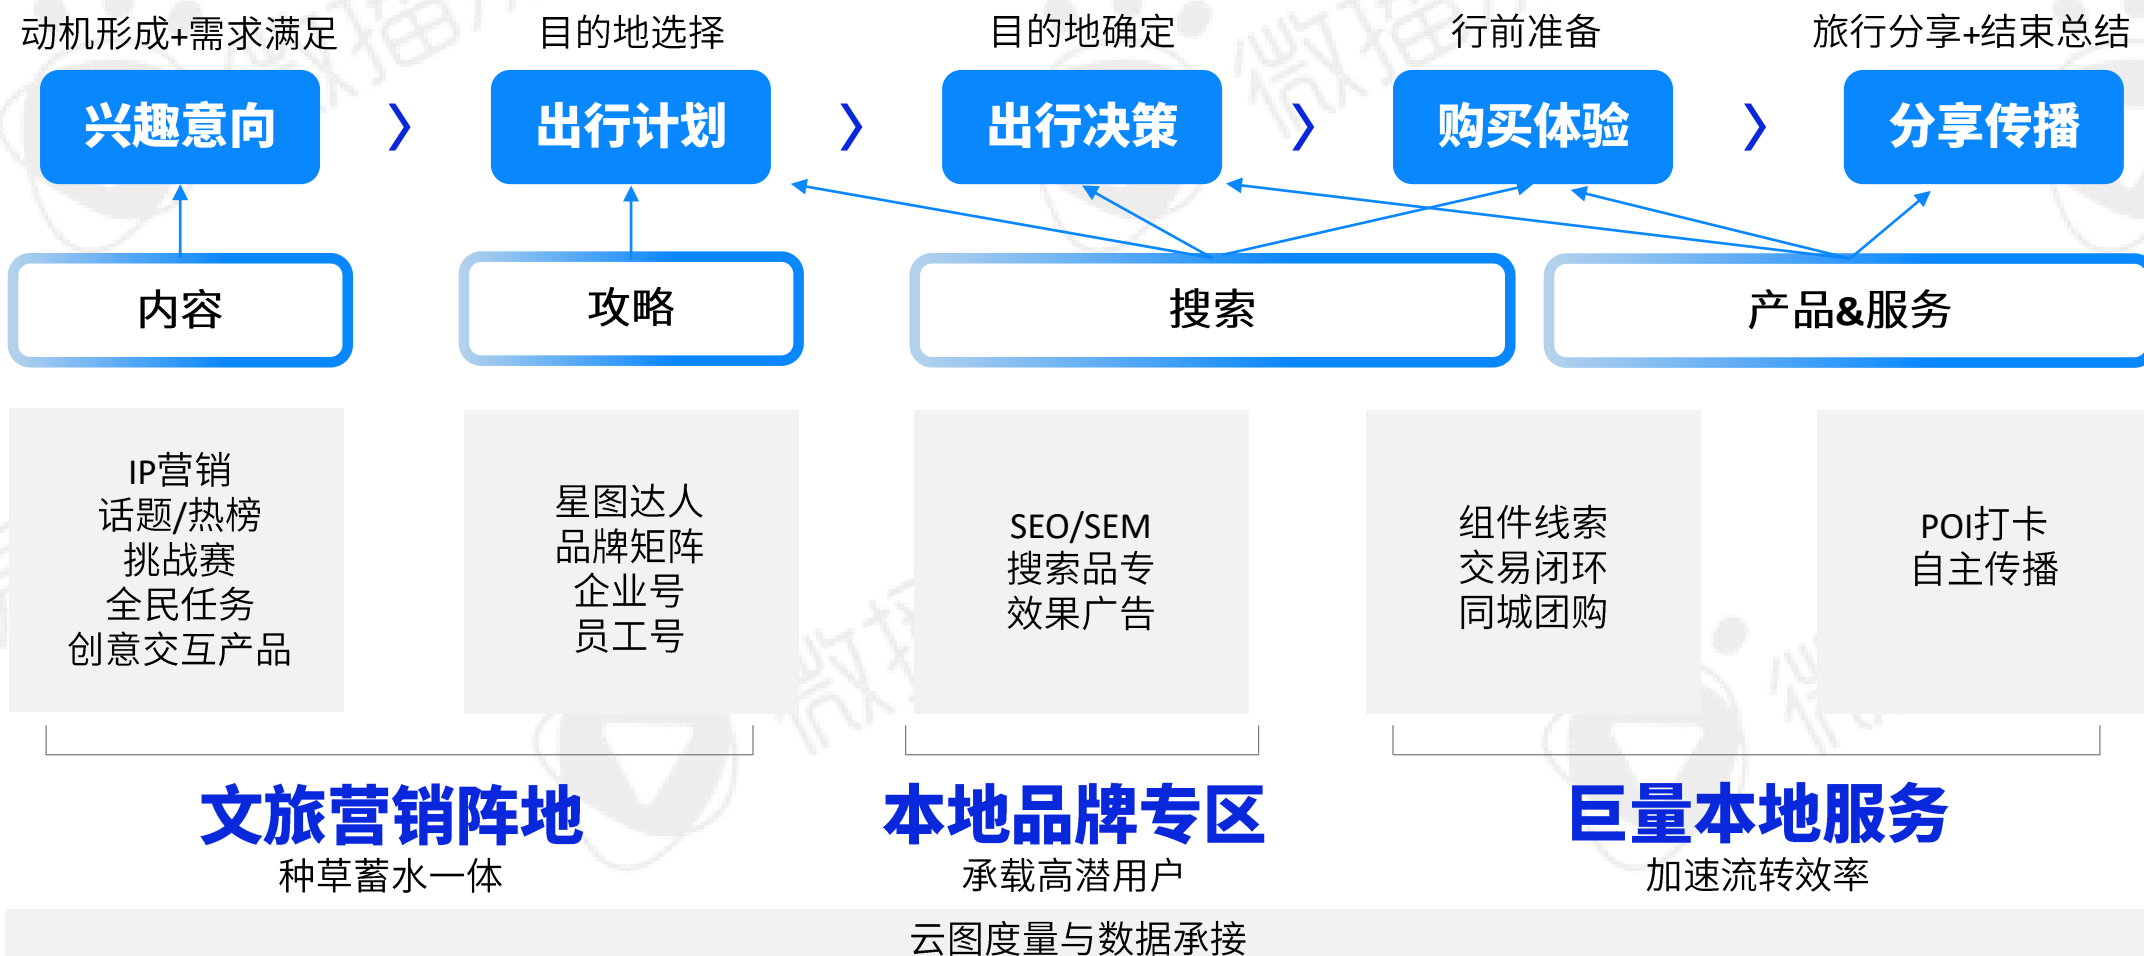 动机形成+需求满足
目的地选择
目的地确定
行前准备
旅行分享+结束总结
兴趣意向
出行计划
出行决策
购买体验
分享传播
内容
攻略
搜索
产品&服务
IP营销
话题/热榜
挑战赛
全民任务
创意交互产品
星图达人
品牌矩阵
企业号
员工号
SEO/SEM
搜索品专
效果广告
组件线索
交易闭环
同城团购
POI打卡
自主传播
文旅营销阵地
种草蓄水一体
本地品牌专区
承载高潜用户
巨量本地服务
加速流转效率
云图度量与数据承接